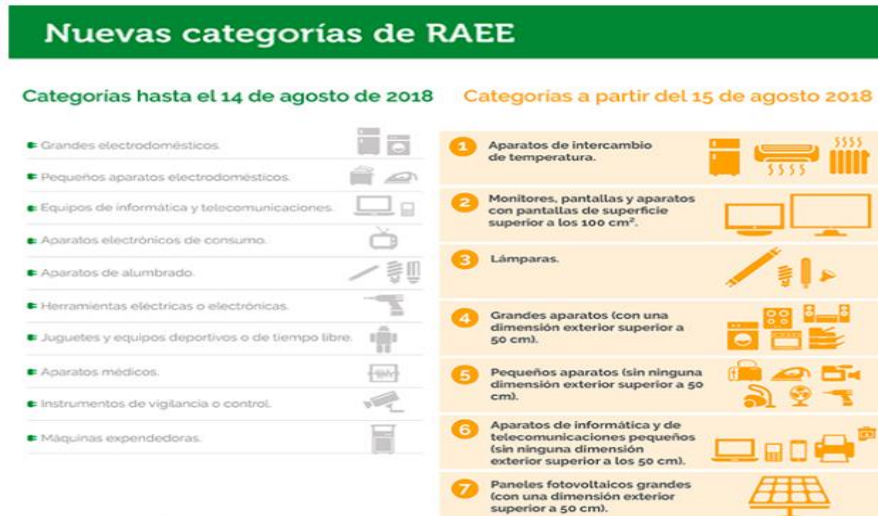 Nuevas categorías de RAEE
Categorías hasta el 14 de agosto de 2018
Grandes electrodomésticos.
Pequeños aparatos electrodomésticos.
Equipos de informática y telecomunicaciones.
Aparatos electrónicos de consumo.
Aparatos de alumbrado.
Herramientas eléctricas o electrónicas.
Juguetes y equipos deportivos o de tiempo libre.
Aparatos médicos.
Instrumentos de vigilancia o control.
Máquinas expendedoras.
Categorías a partir del 15 de agosto 2018
1 Aparatos de intercambio
de temperatura.
2 Monitores, pantallas y aparatos
con pantallas de superficie
superior a los 100 cm².
3 Lámparas.
4 Grandes aparatos (con una
dimensión exterior superior a
50 cm).
5 Pequeños aparatos (sin ninguna
dimensión exterior superior a 50
cm).
6 Aparatos de informática y de
telecomunicaciones pequeños
(sin ninguna dimensión
exterior superior a los 50 cm).
7 Paneles fotovoltaicos grandes
(con una dimensión exterior
superior a 50 cm).